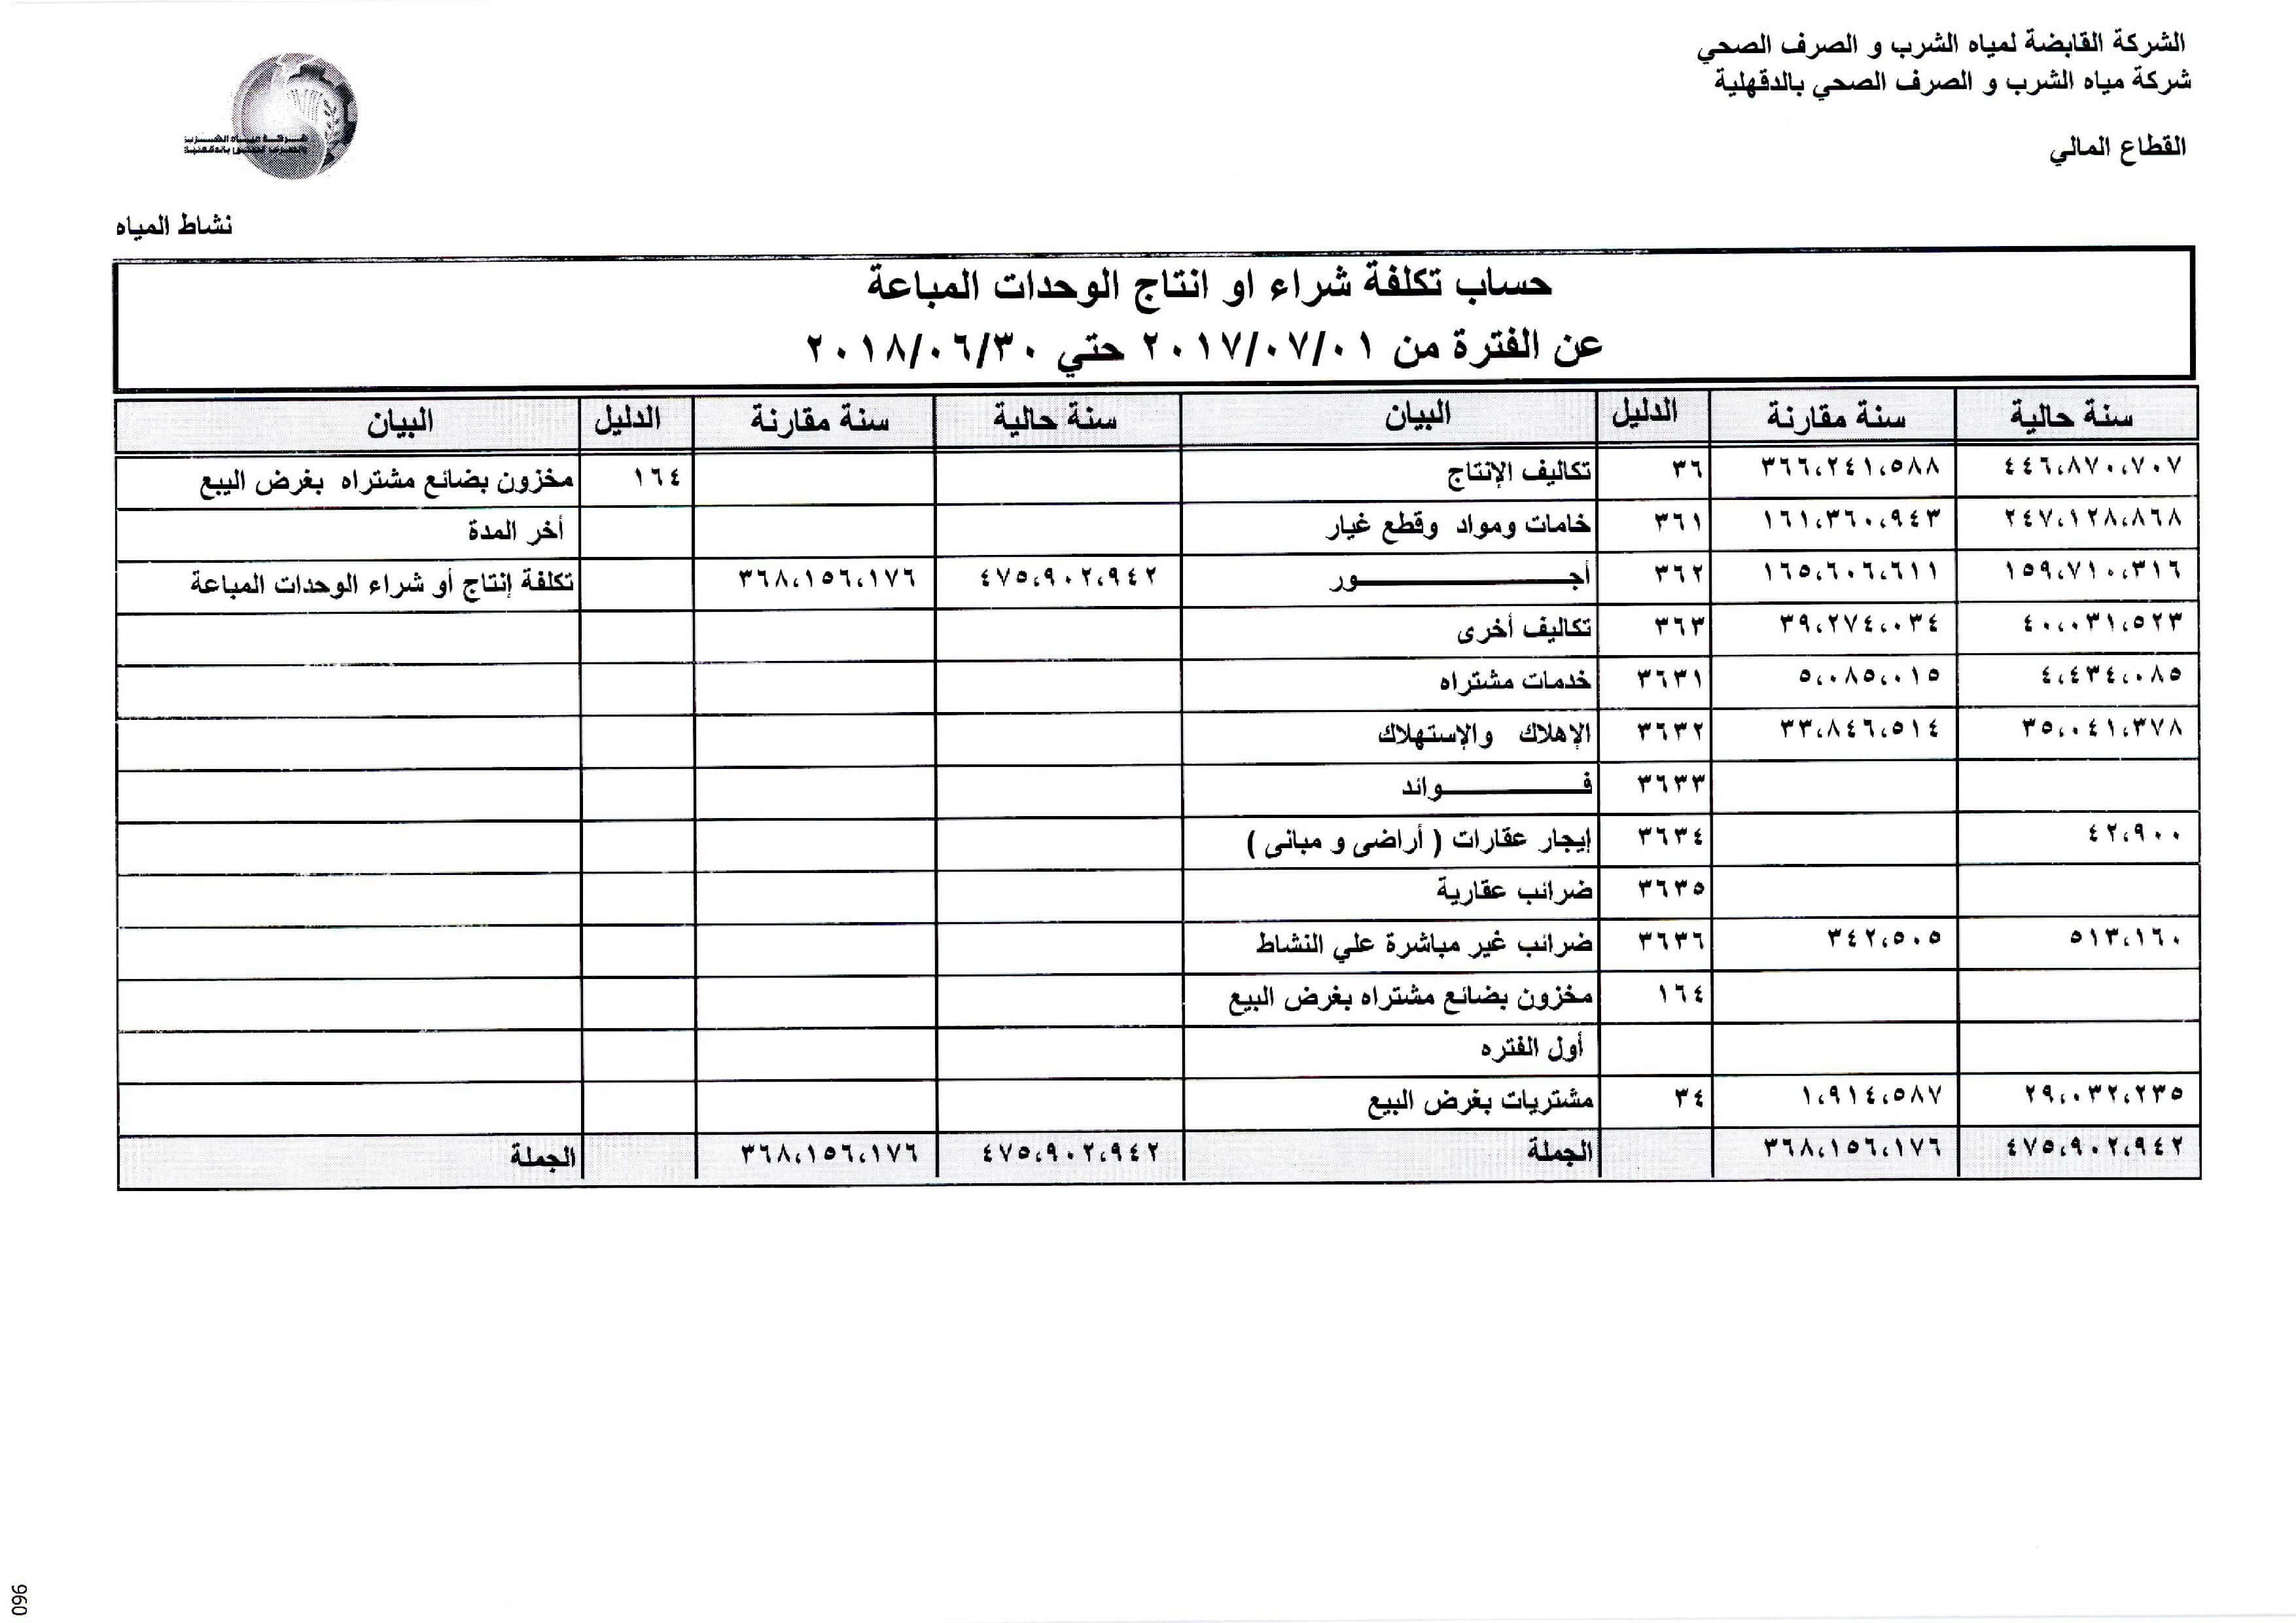 الشركة القابضة لمياه الشرب و الصرف الصحي
شركة مياه الشرب و الصرف الصحي بالدقهلية
القطاع المالي
شركة مياه الشرب
والصرف الصحى بالدقهلية
نشاط المياه
حساب تكلفة شراء او انتاج الوحدات المباعة
عن الفترة من ٢٠١٧/٠٧/٠١ حتي ٢٠١٨/٠٦/٣٠
سنة حالية سنة مقارنة الدليل البيان سنة حالية سنة مقارنة الدليل البيان
٤٤٦،٨٧٠،٧٠٧ ٣٦٦،٢٤١،٥٨٨ ٣٦ تكاليف الإنتاج ١٦٤ مخزون بضائع مشتراه بغرض البيع
٢٤٧،١٢٨،٨٦٨ ١٦١،٣٦٠،٩٤٣ ٣٦١ خامات ومواد وقطع غيار أخر المدة
١٥٩،٧١٠،٣١٦ ١٦٥،٦٠٦،٦١١ ٣٦٢ أجـــــــــور ٤٧٥،٩٠٢،٩٤٢ ٣٦٨،١٥٦،١٧٦ تكلفة إنتاج أو شراء الوحدات المباعة
٤٠،٠٣١،٥٢٣ ٣٩،٢٧٤،٠٣٤ ٣٦٣ تكاليف أخرى
٤،٤٣٤،٠٨٥ ٥،٠٨٥،٠١٥ ٣٦٣١ خدمات مشتراه
٣٥،٠٤١،٣٧٨ ٣٣،٨٤٦،٥١٤ ٣٦٣٢ الإهلاك والإستهلاك
٣٦٣٣ فـــــــــوائد
٤٢،٩٠٠ ٣٦٣٤ إيجار عقارات ( أراضى و مبانى )
٣٦٣٥ ضرائب عقارية
٥١٣،١٦٠ ٣٤٢،٥٠٥ ٣٦٣٦ ضرائب غير مباشرة علي النشاط
١٦٤ مخزون بضائع مشتراه بغرض البيع
أول الفتره
٢٩،٠٣٢،٢٣٥ ١،٩١٤،٥٨٧ ٣٤ مشتريات بغرض البيع
٤٧٥،٩٠٢،٩٤٢ ٣٦٨،١٥٦،١٧٦ الجملة ٤٧٥،٩٠٢،٩٤٢ ٣٦٨،١٥٦،١٧٦ الجملة
096